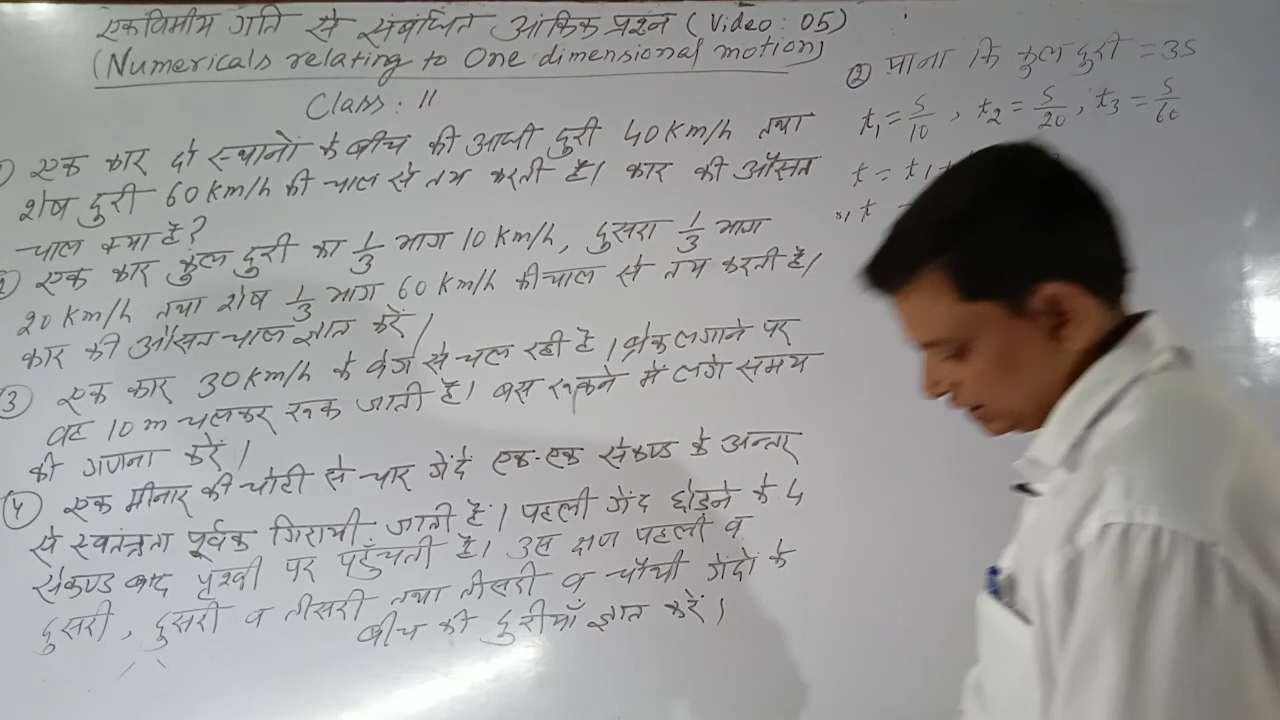 एकविमीय गति से संबंधित आंकिक प्रश्न (Video : 05)
(Numericals relating to One dimensional motion)
Class : 11
एक कार दो स्थानों के बीच की आधी दुरी 40 km/h तथा
शेष दुरी 60 km/h की चाल से तय करती है। कार की औसत
चाल क्या है?
एक कार कुल दुरी का 1/3 भाग 10 km/h, दुसरा 1/3 भाग
20 km/h तथा शेष 1/3 भाग 60 km/h की चाल से तय करती है।
कार की औसत चाल ज्ञात करें।
(3) एक कार 30 km/h के वेग से चल रही है। ब्रेक लगाने पर
वह 10 m चलकर रुक जाती है। बस रुकने में लगे समय
की गणना करें।
(4) एक मीनार की चोटी से चार गेंदें एक-एक सेकण्ड के अन्तर
से स्वतंत्रता पूर्वक गिरायी जाती हैं। पहली गेंद छोड़ने के 4
सेकण्ड बाद पृथ्वी पर पहुँचती है। उस क्षण पहली व
दुसरी, दुसरी व तीसरी तथा तीसरी व चौथी गेंदों के
बीच की दुरीयाँ ज्ञात करें।
(2) माना कि कुल दुरी = 3S
t₁ = S/10, t₂ = S/20, t₃ = S/60
t = t₁ +
t